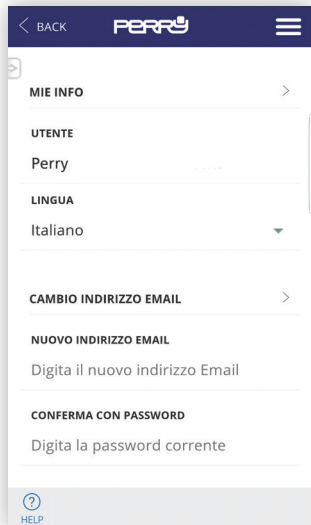 BACK
PERRY
MIE INFO
UTENTE
Perry
LINGUA
Italiano
CAMBIO INDIRIZZO EMAIL
NUOVO INDIRIZZO EMAIL
Digita il nuovo indirizzo Email
CONFERMA CON PASSWORD
Digita la password corrente
?
HELP